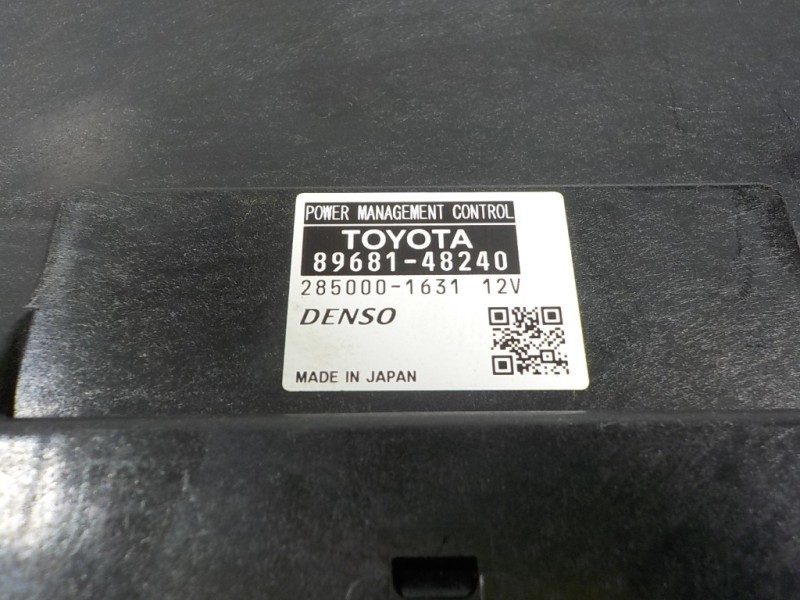 POWER MANAGEMENT CONTROL
TOYOTA
89681-48240
285000-1631 12V
DENSO
MADE IN JAPAN